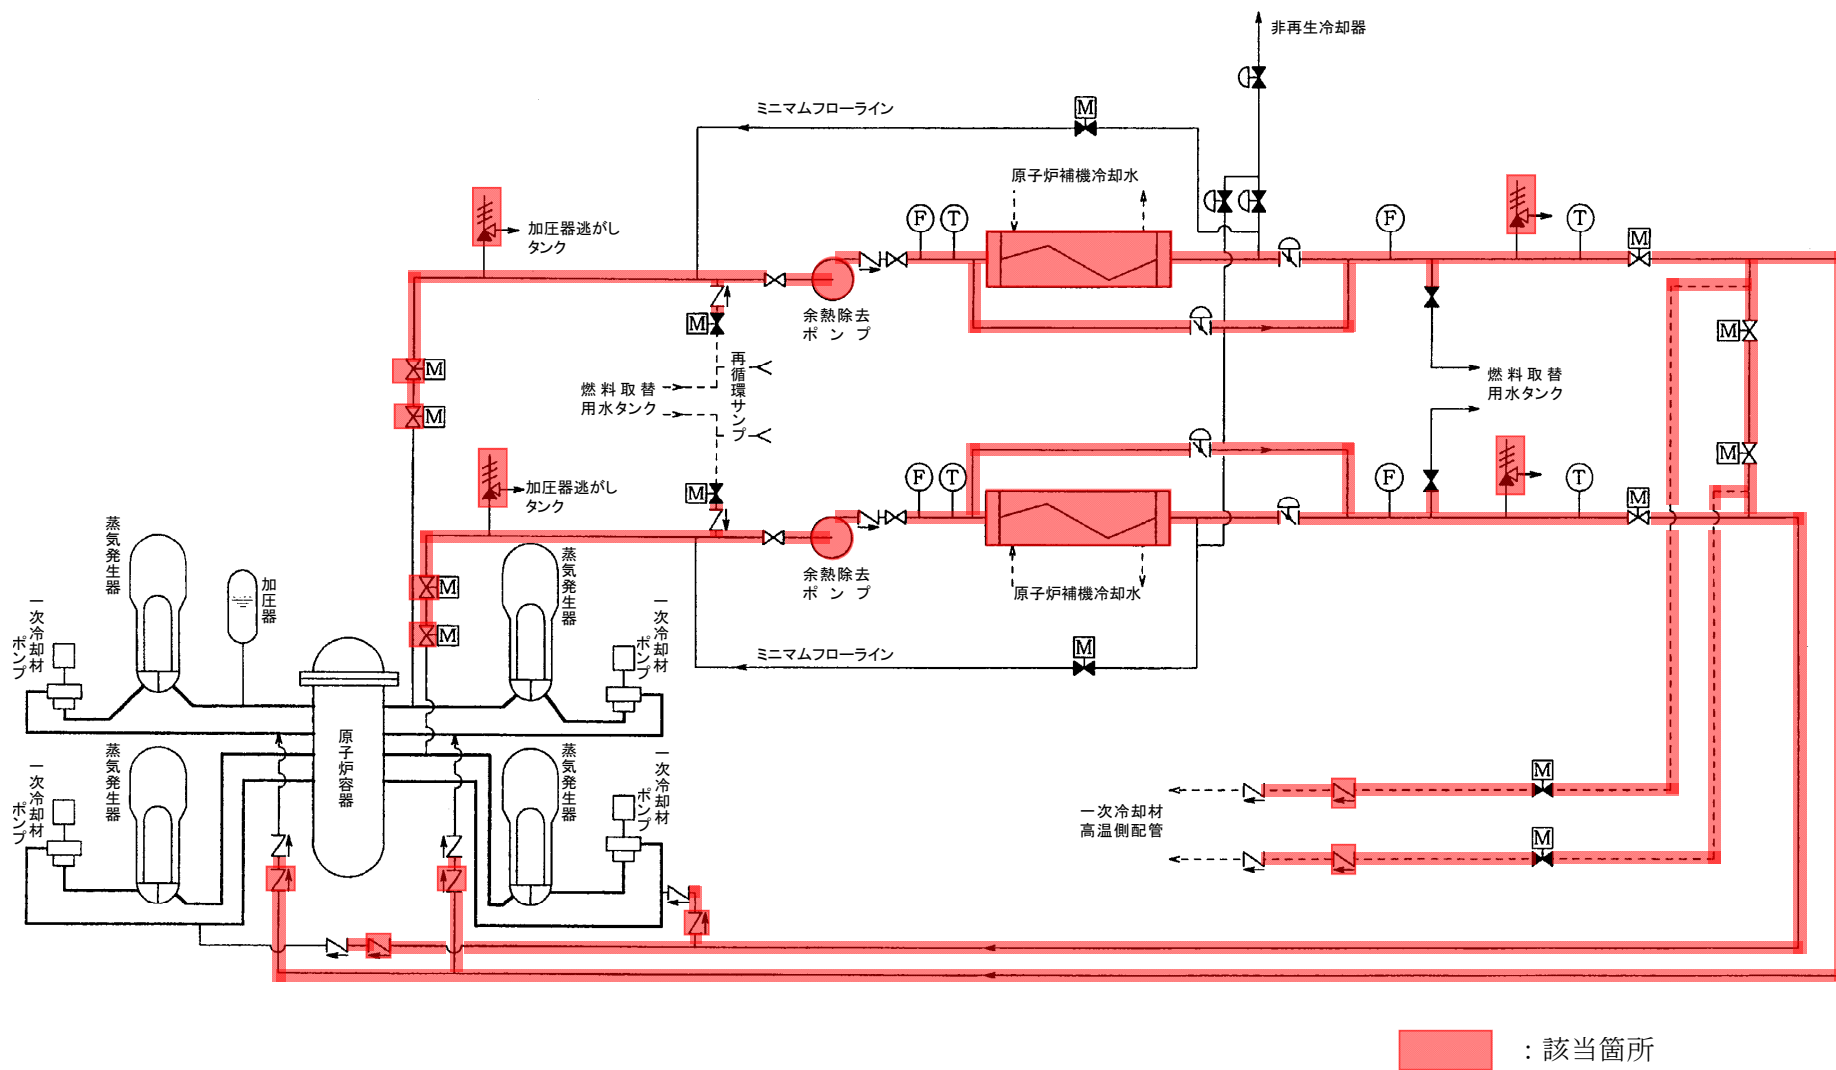 非再生冷却器
ミニマムフローライン
M
原子炉補機冷却水
加圧器逃がし
タンク
F
T
F
T
M
余熱除去
ポンプ
M
M
再循環サンプ
燃料取替
用水タンク
燃料取替
用水タンク
M
M
M
M
加圧器逃がし
タンク
M
F
T
F
T
M
余熱除去
ポンプ
原子炉補機冷却水
M
M
ミニマムフローライン
M
蒸気発生器
加圧器
蒸気発生器
一次冷却材
ポンプ
一次冷却材
ポンプ
原子炉容器
蒸気発生器
蒸気発生器
一次冷却材
ポンプ
一次冷却材
ポンプ
M
一次冷却材
高温側配管
M
：該当箇所